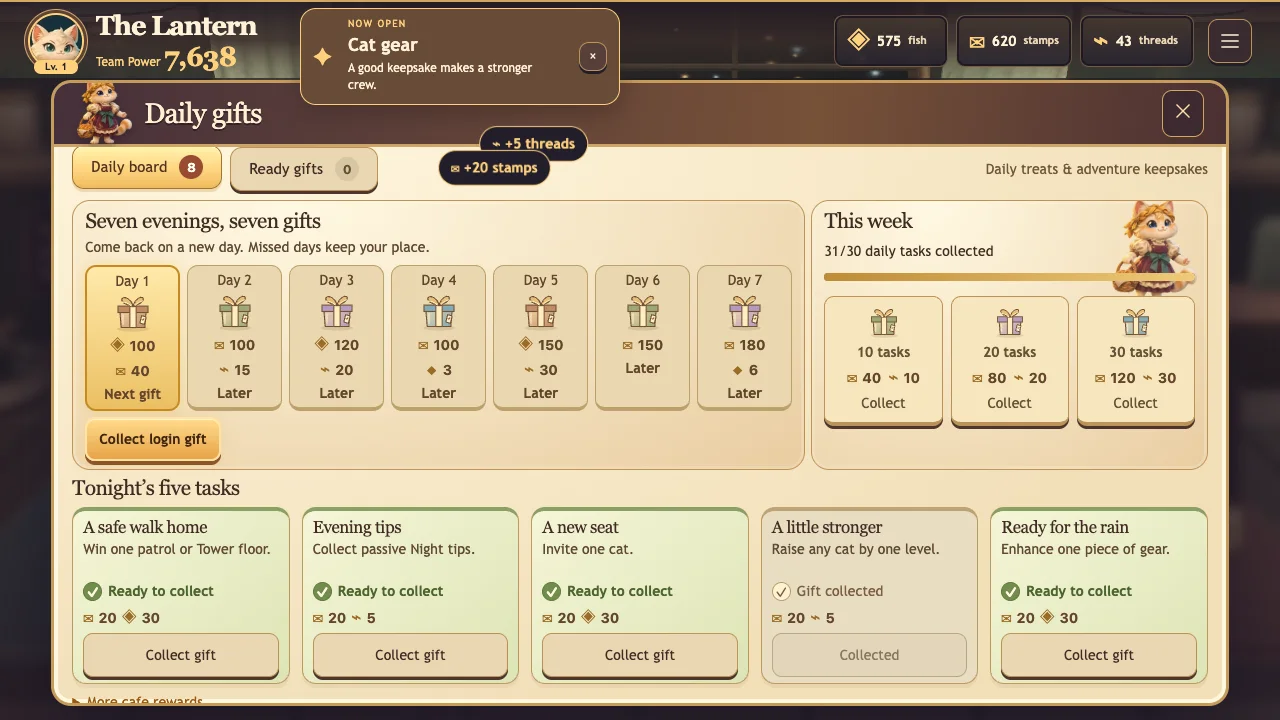 The Lantern
Team Power 7,638
Lv. 1
NOW OPEN
Cat gear
A good keepsake makes a stronger
crew.
×
575 fish
620 stamps
43 threads
Daily gifts
+5 threads
+20 stamps
Daily board 8
Ready gifts 0
Daily treats & adventure keepsakes
Seven evenings, seven gifts
Come back on a new day. Missed days keep your place.
Day 1
100
40
Next gift
Day 2
100
15
Later
Day 3
120
20
Later
Day 4
100
3
Later
Day 5
150
30
Later
Day 6
150
Later
Day 7
180
6
Later
Collect login gift
This week
31/30 daily tasks collected
10 tasks
40 10
Collect
20 tasks
80 20
Collect
30 tasks
120 30
Collect
Tonight's five tasks
A safe walk home
Win one patrol or Tower floor.
Ready to collect
20 30
Collect gift
Evening tips
Collect passive Night tips.
Ready to collect
20 5
Collect gift
A new seat
Invite one cat.
Ready to collect
20 30
Collect gift
A little stronger
Raise any cat by one level.
Gift collected
20 5
Collected
Ready for the rain
Enhance one piece of gear.
Ready to collect
20 30
Collect gift
More cafe rewards